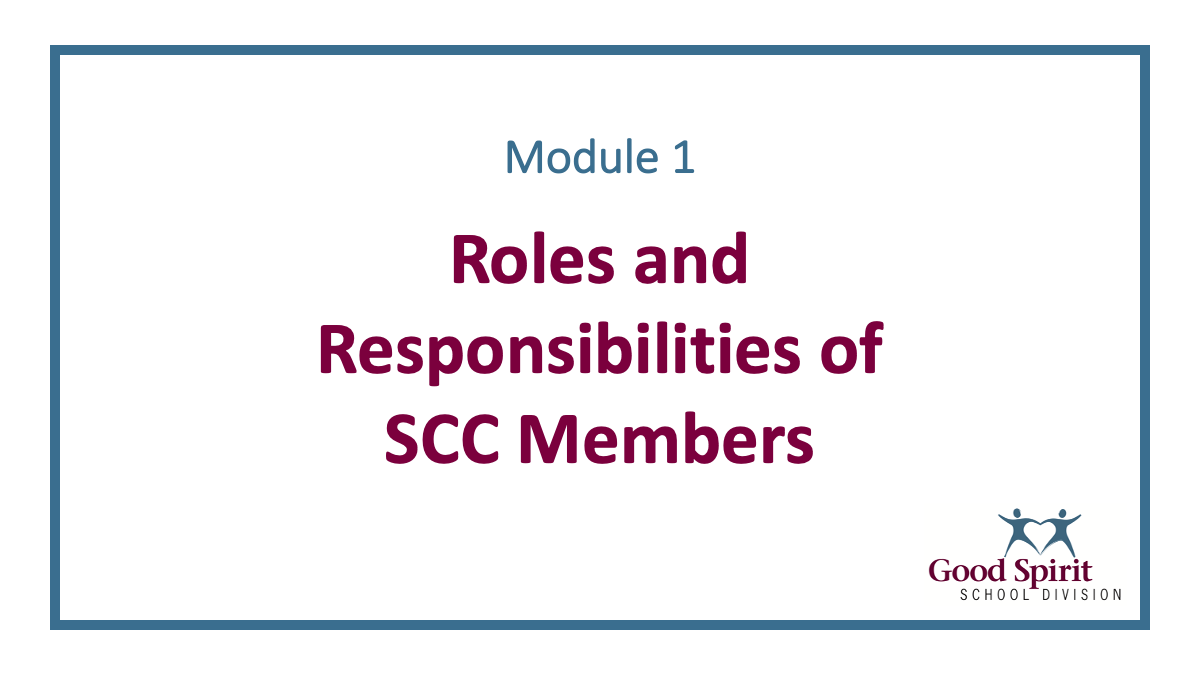 Module 1
Roles and
Responsibilities of
SCC Members
Good Spirit
SCHOOL DIVISION